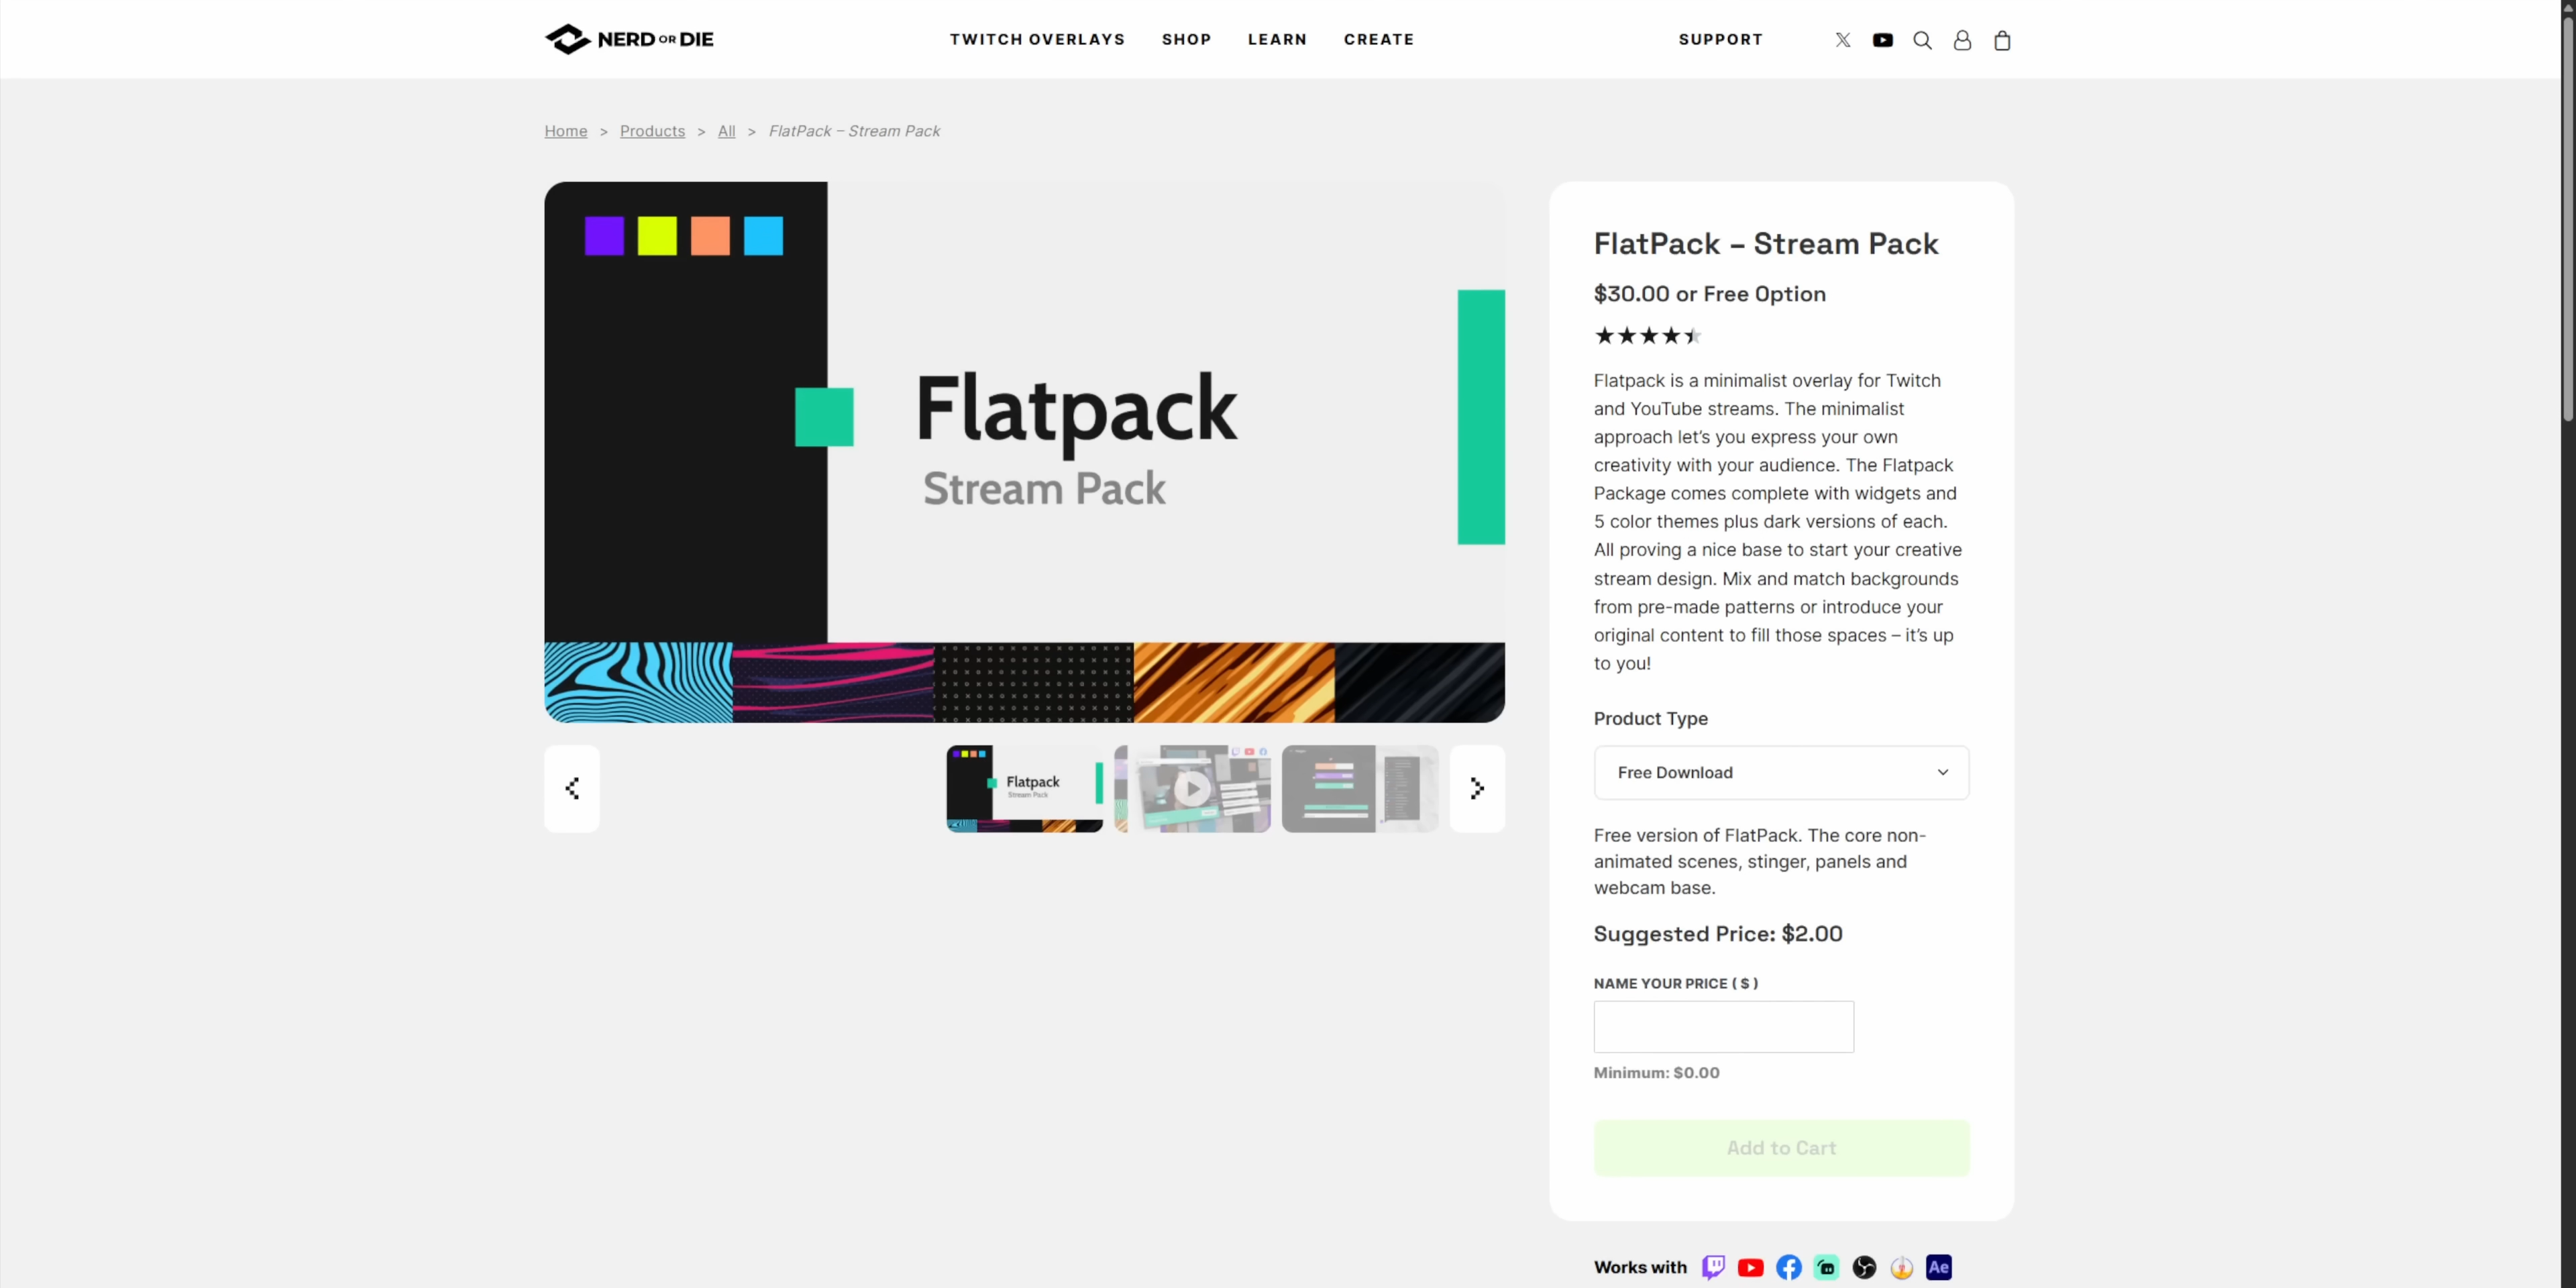 NERD OR DIE
TWITCH OVERLAYS SHOP LEARN CREATE
SUPPORT
Home > Products > All > FlatPack – Stream Pack
Flatpack
Stream Pack
Flatpack
Stream Pack
FlatPack – Stream Pack
$30.00 or Free Option
Flatpack is a minimalist overlay for Twitch
and YouTube streams. The minimalist
approach let’s you express your own
creativity with your audience. The Flatpack
Package comes complete with widgets and
5 color themes plus dark versions of each.
All proving a nice base to start your creative
stream design. Mix and match backgrounds
from pre-made patterns or introduce your
original content to fill those spaces – it’s up
to you!
Product Type
Free Download
Free version of FlatPack. The core non-
animated scenes, stinger, panels and
webcam base.
Suggested Price: $2.00
NAME YOUR PRICE ( $ )
Minimum: $0.00
Add to Cart
Works with
Ae